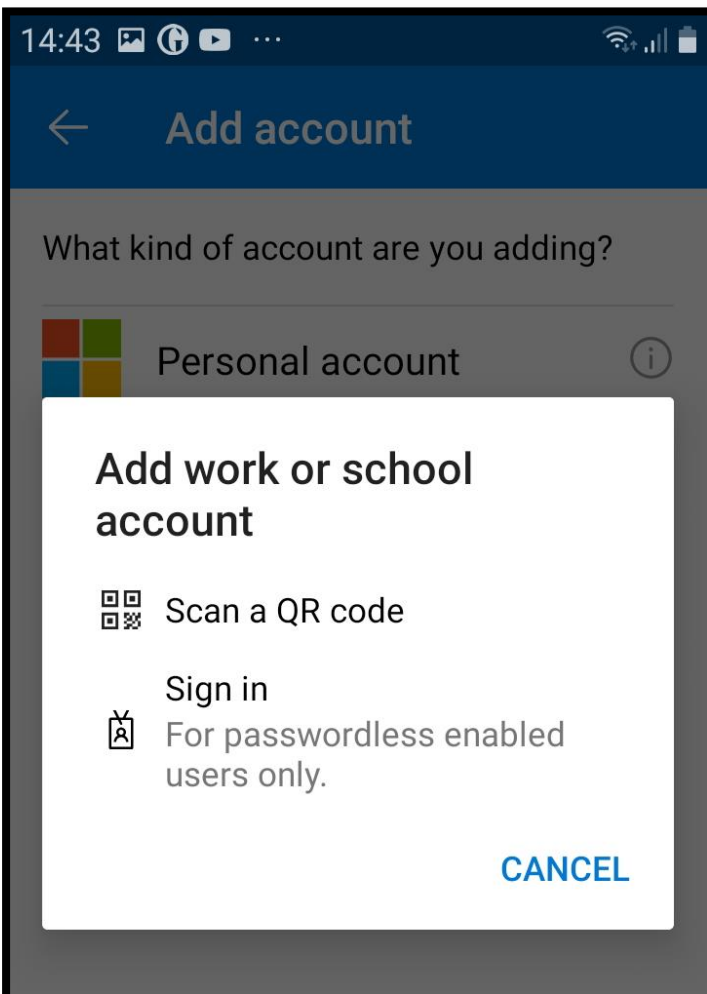 14:43
Add account
What kind of account are you adding?
Personal account
Add work or school
account
Scan a QR code
Sign in
For passwordless enabled
users only.
CANCEL